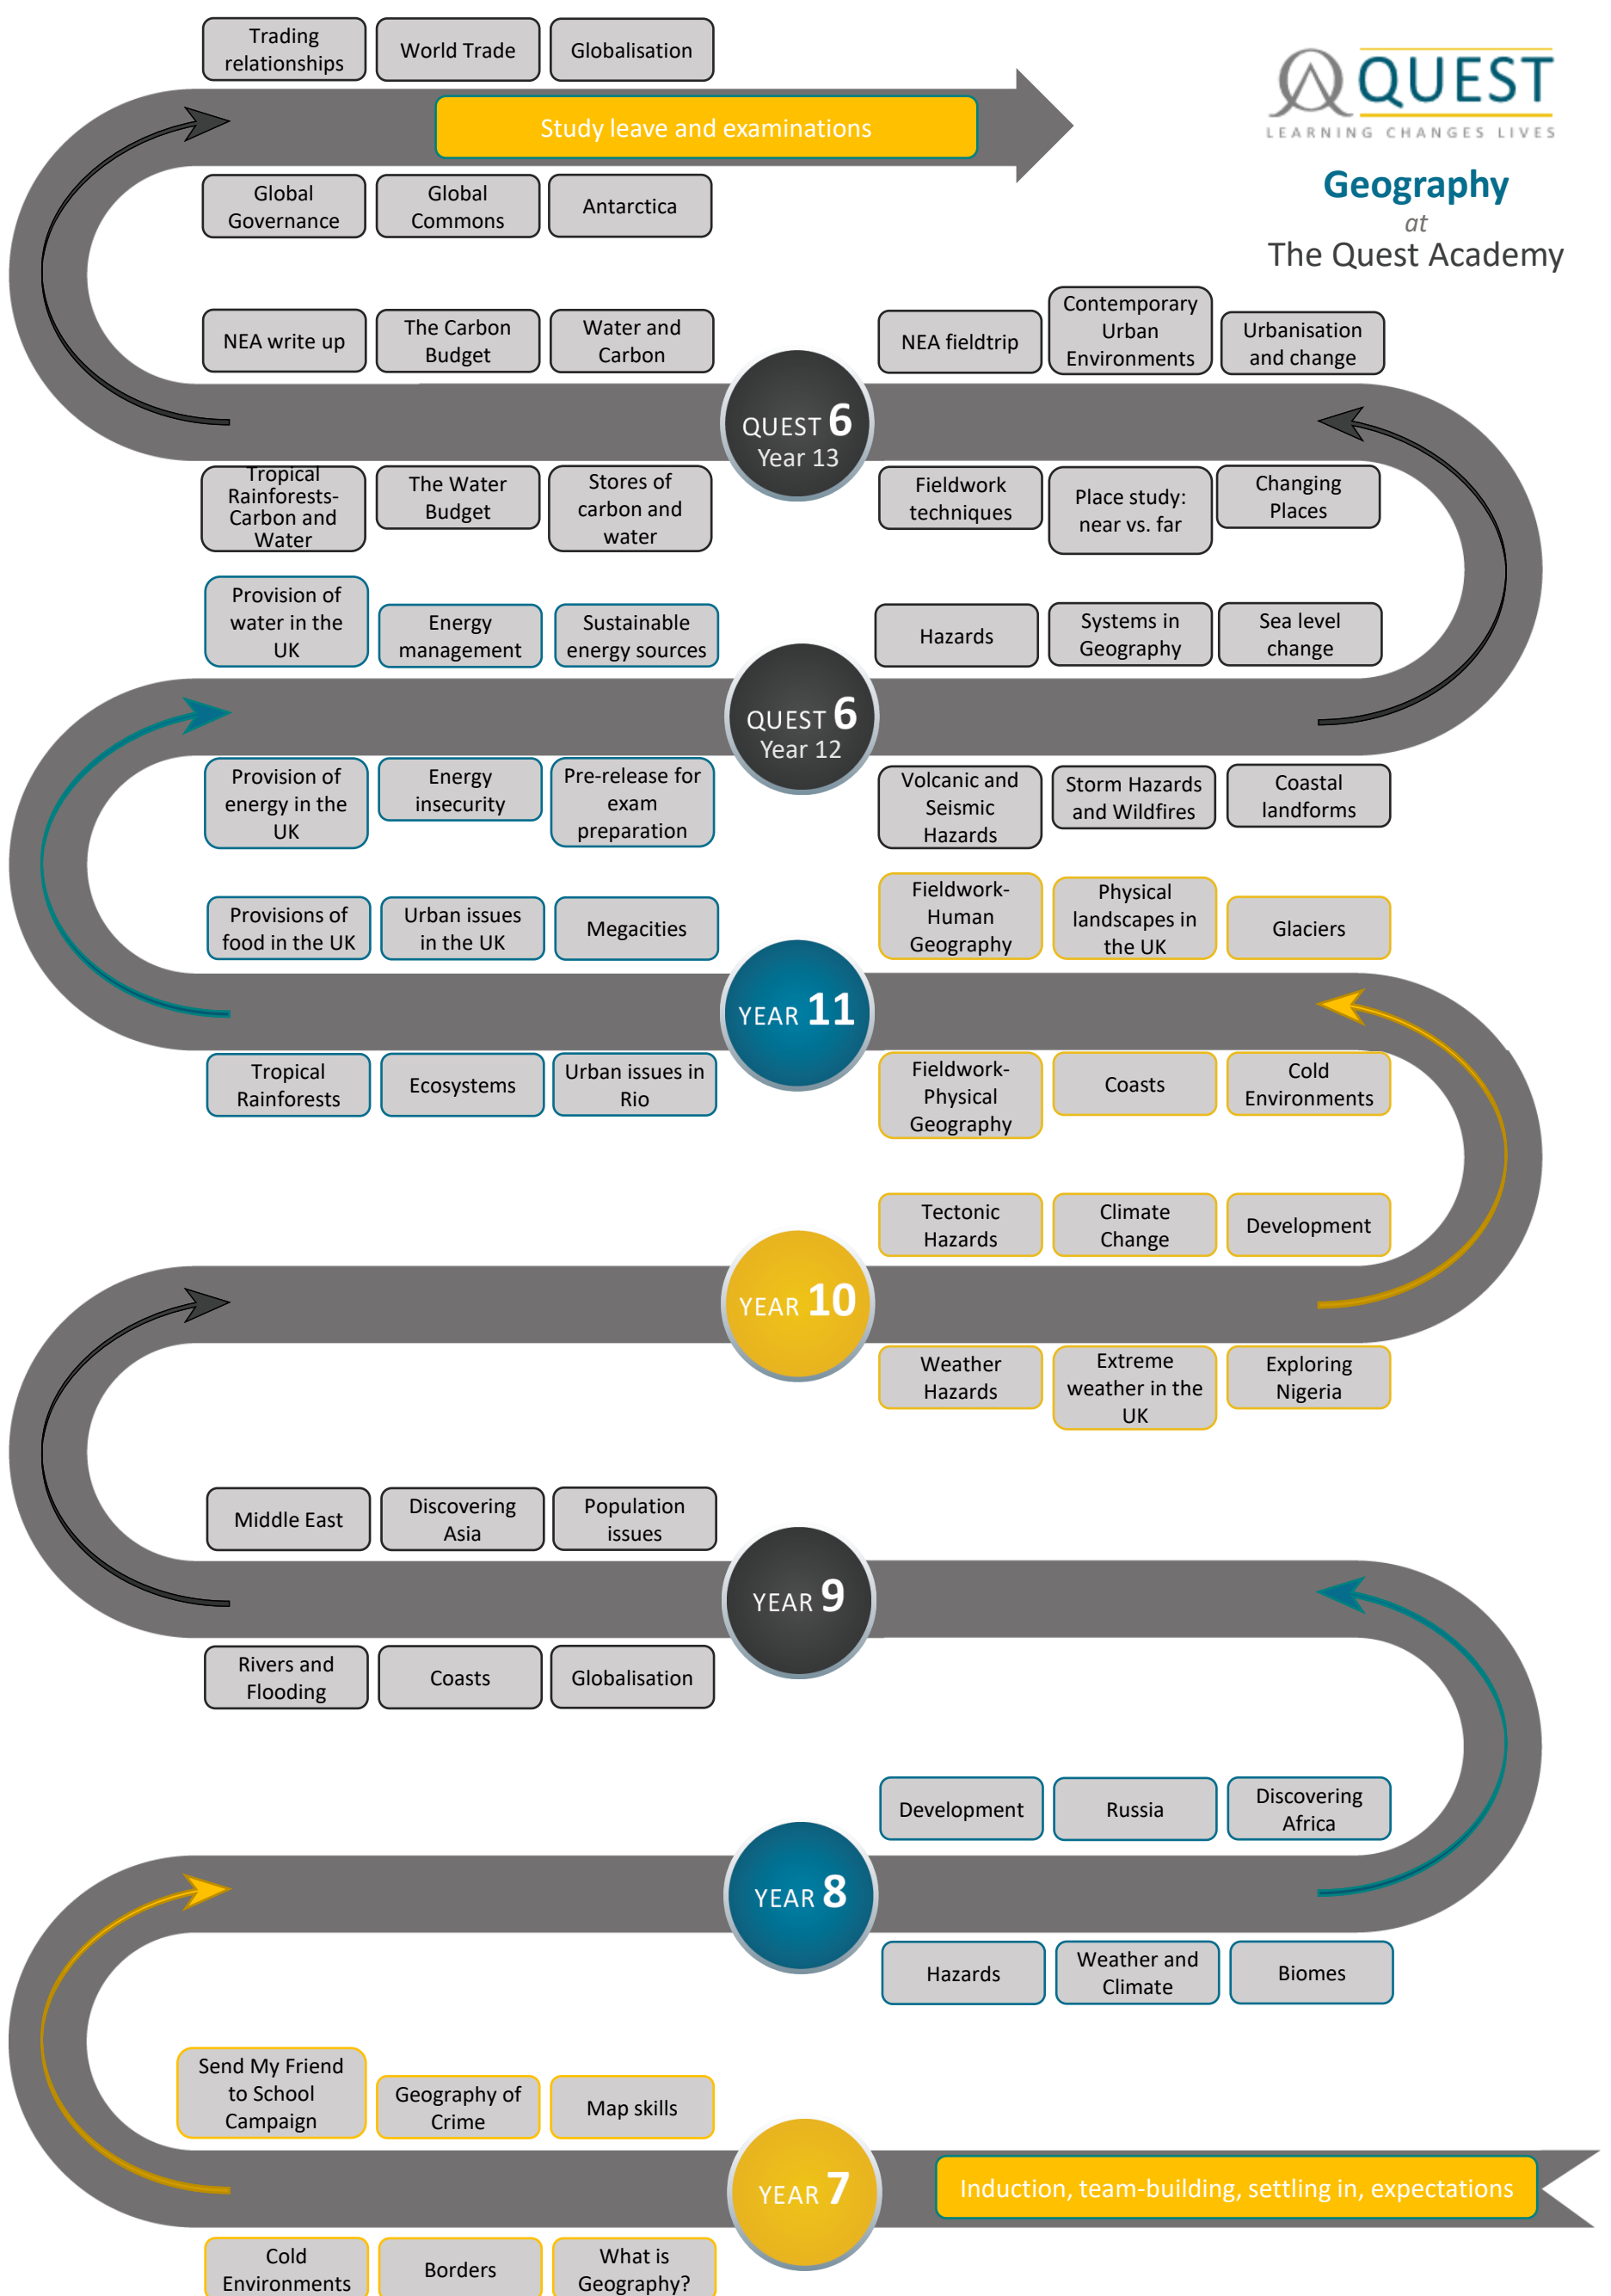 Trading
relationships
World Trade
Globalisation
Study leave and examinations
Global
Governance
Global
Commons
Antarctica
QUEST
LEARNING CHANGES LIVES
Geography
at
The Quest Academy
NEA write up
The Carbon
Budget
Water and
Carbon
NEA fieldtrip
Contemporary
Urban
Environments
Urbanisation
and change
QUEST 6
Year 13
Tropical
Rainforests-
Carbon and
Water
The Water
Budget
Stores of
carbon and
water
Fieldwork
techniques
Place study:
near vs. far
Changing
Places
Provision of
water in the
UK
Energy
management
Sustainable
energy sources
Hazards
Systems in
Geography
Sea level
change
QUEST 6
Year 12
Provision of
energy in the
UK
Energy
insecurity
Pre-release for
exam
preparation
Volcanic and
Seismic
Hazards
Storm Hazards
and Wildfires
Coastal
landforms
Provisions of
food in the UK
Urban issues
in the UK
Megacities
Fieldwork-
Human
Geography
Physical
landscapes in
the UK
Glaciers
YEAR 11
Tropical
Rainforests
Ecosystems
Urban issues in
Rio
Fieldwork-
Physical
Geography
Coasts
Cold
Environments
Tectonic
Hazards
Climate
Change
Development
YEAR 10
Weather
Hazards
Extreme
weather in the
UK
Exploring
Nigeria
Middle East
Discovering
Asia
Population
issues
YEAR 9
Rivers and
Flooding
Coasts
Globalisation
Development
Russia
Discovering
Africa
YEAR 8
Hazards
Weather and
Climate
Biomes
Send My Friend
to School
Campaign
Geography of
Crime
Map skills
YEAR 7
Induction, team-building, settling in, expectations
Cold
Environments
Borders
What is
Geography?